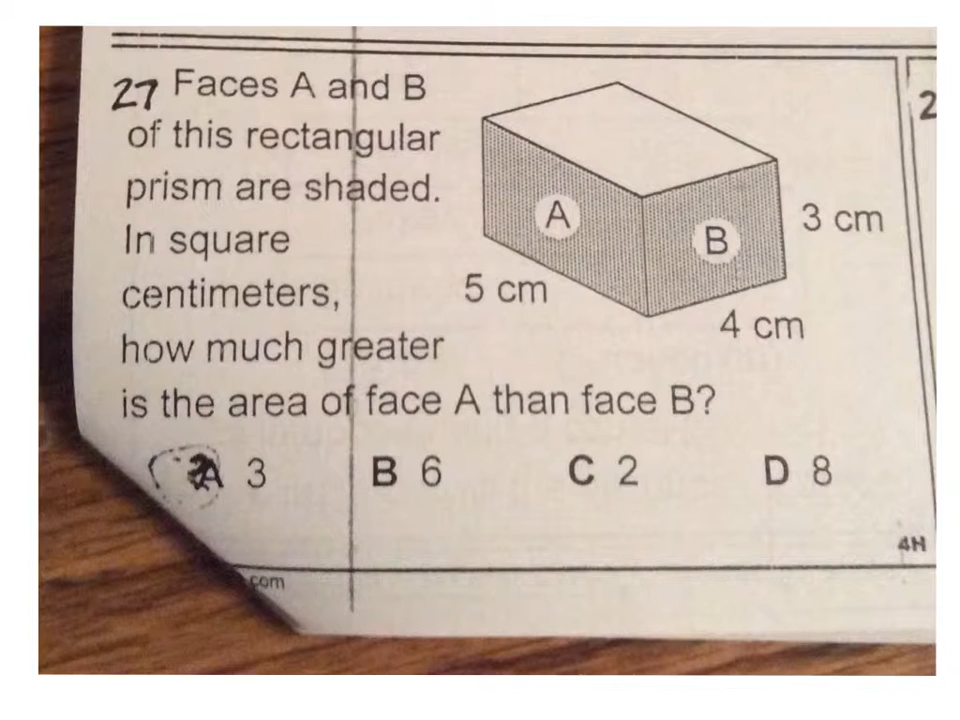 27 Faces A and B
of this rectangular
prism are shaded.
In square
centimeters,
how much greater
is the area of face A than face B?
A
B
3 cm
5 cm
4 cm
A 3 B 6 C 2 D 8
4H
com
2